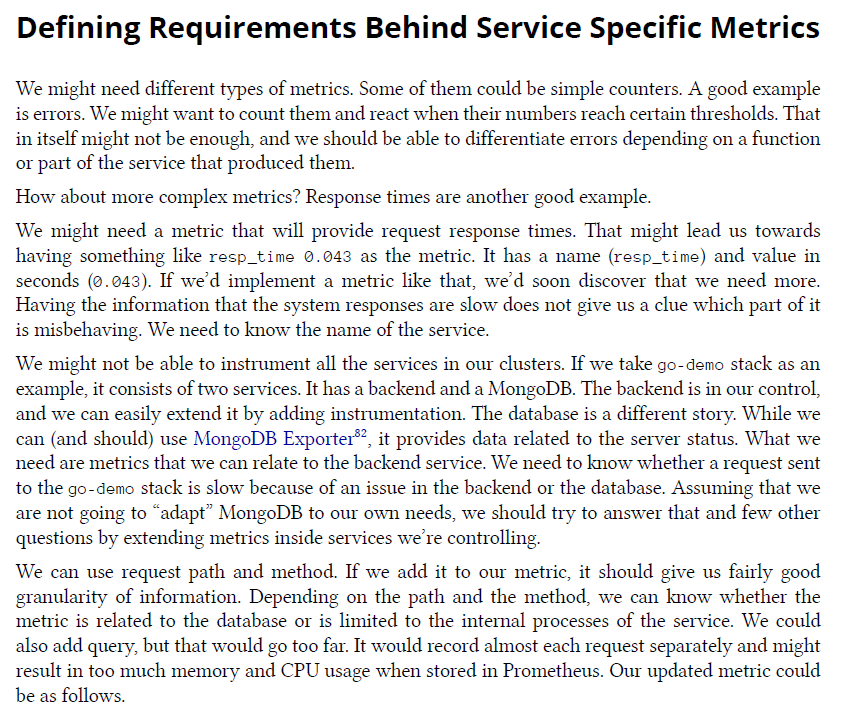 Defining Requirements Behind Service Specific Metrics
We might need different types of metrics. Some of them could be simple counters. A good example
is errors. We might want to count them and react when their numbers reach certain thresholds. That
in itself might not be enough, and we should be able to differentiate errors depending on a function
or part of the service that produced them.
How about more complex metrics? Response times are another good example.
We might need a metric that will provide request response times. That might lead us towards
having something like resp_time 0.043 as the metric. It has a name (resp_time) and value in
seconds (0.043). If we’d implement a metric like that, we’d soon discover that we need more.
Having the information that the system responses are slow does not give us a clue which part of it
is misbehaving. We need to know the name of the service.
We might not be able to instrument all the services in our clusters. If we take go-demo stack as an
example, it consists of two services. It has a backend and a MongoDB. The backend is in our control,
and we can easily extend it by adding instrumentation. The database is a different story. While we
can (and should) use MongoDB Exporter⁸², it provides data related to the server status. What we
need are metrics that we can relate to the backend service. We need to know whether a request sent
to the go-demo stack is slow because of an issue in the backend or the database. Assuming that we
are not going to “adapt” MongoDB to our own needs, we should try to answer that and few other
questions by extending metrics inside services we’re controlling.
We can use request path and method. If we add it to our metric, it should give us fairly good
granularity of information. Depending on the path and the method, we can know whether the
metric is related to the database or is limited to the internal processes of the service. We could
also add query, but that would go too far. It would record almost each request separately and might
result in too much memory and CPU usage when stored in Prometheus. Our updated metric could
be as follows.